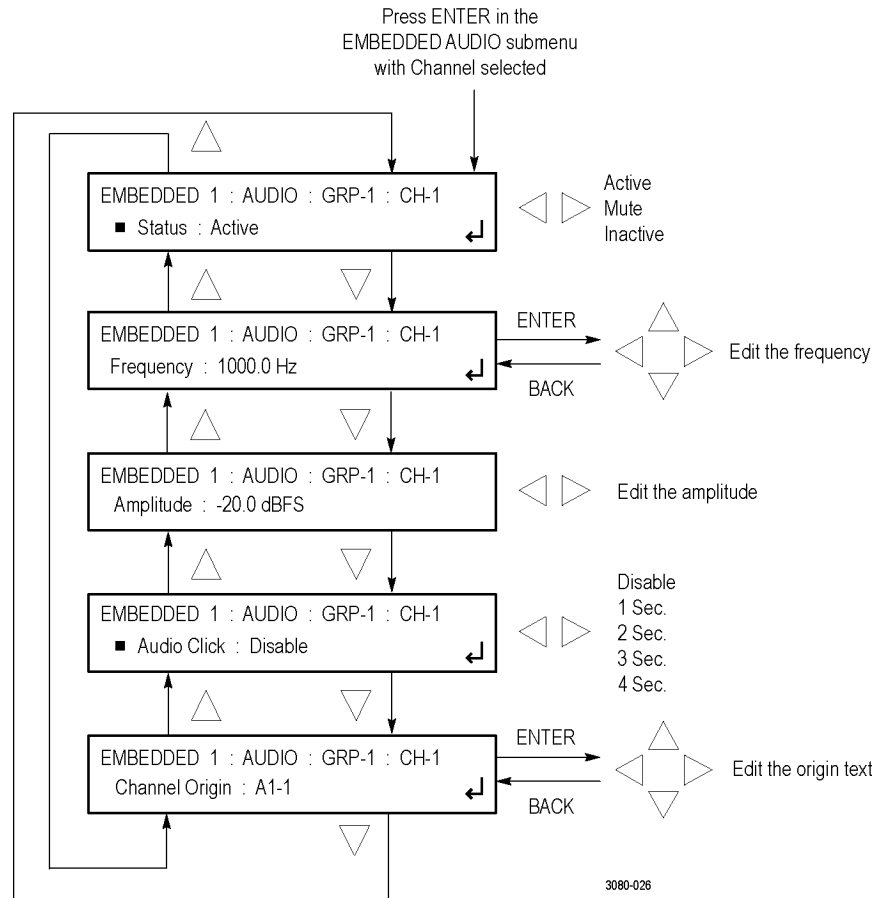 Press ENTER in the
EMBEDDED AUDIO submenu
with Channel selected
EMBEDDED 1 : AUDIO : GRP-1 : CH-1
■ Status : Active
Active
Mute
Inactive
EMBEDDED 1 : AUDIO : GRP-1 : CH-1
Frequency : 1000.0 Hz
ENTER
BACK
Edit the frequency
EMBEDDED 1 : AUDIO : GRP-1 : CH-1
Amplitude : -20.0 dBFS
Edit the amplitude
EMBEDDED 1 : AUDIO : GRP-1 : CH-1
■ Audio Click : Disable
Disable
1 Sec.
2 Sec.
3 Sec.
4 Sec.
EMBEDDED 1 : AUDIO : GRP-1 : CH-1
Channel Origin : A1-1
ENTER
BACK
Edit the origin text
3080-026